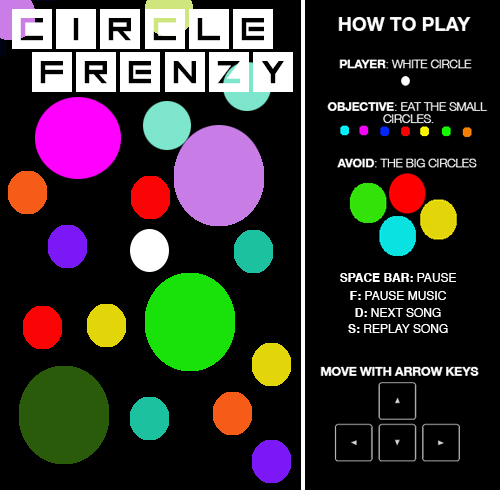 CIRCLE
FRENZY
HOW TO PLAY
PLAYER: WHITE CIRCLE
OBJECTIVE: EAT THE SMALL
CIRCLES.
AVOID: THE BIG CIRCLES
SPACE BAR: PAUSE
F: PAUSE MUSIC
D: NEXT SONG
S: REPLAY SONG
MOVE WITH ARROW KEYS